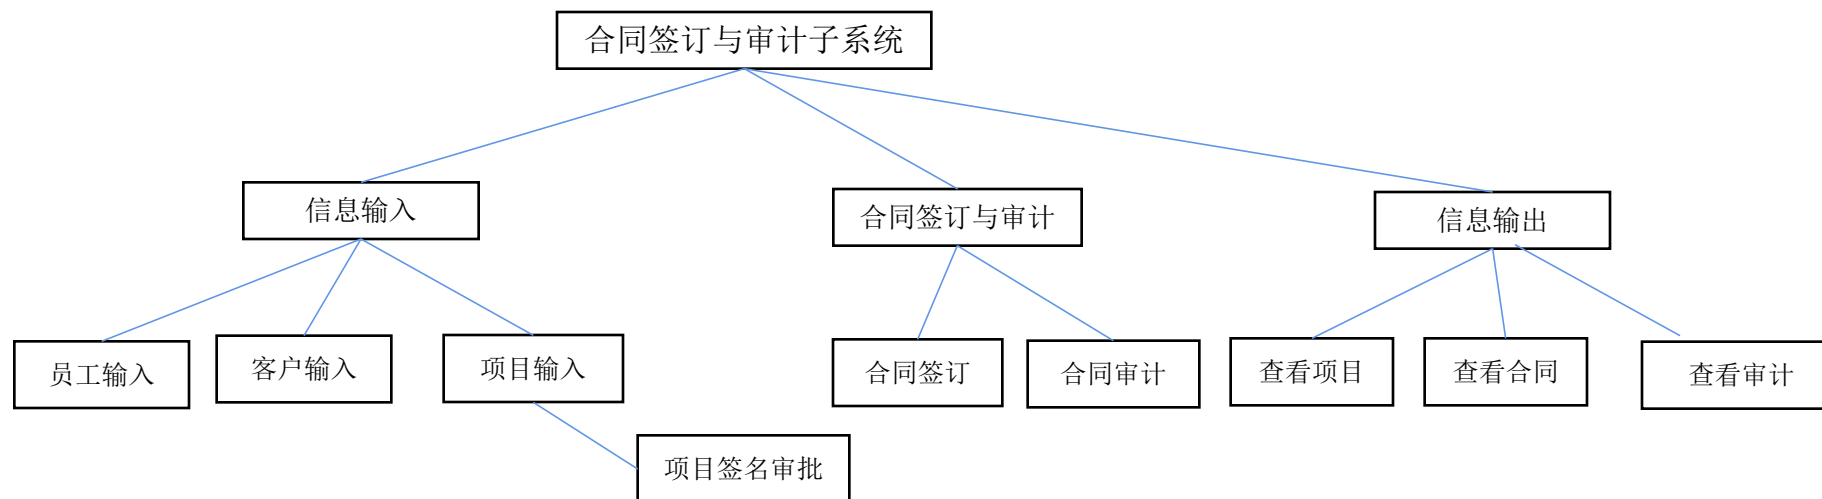 合同签订与审计子系统
信息输入
合同签订与审计
信息输出
员工输入
客户输入
项目输入
合同签订
合同审计
查看项目
查看合同
查看审计
项目签名审批